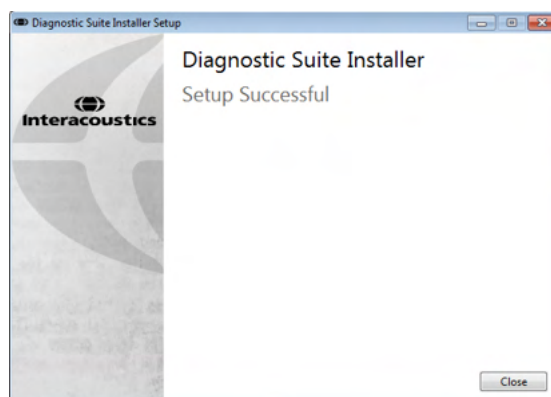 Diagnostic Suite Installer Setup
Diagnostic Suite Installer
Setup Successful
Interacoustics
Close